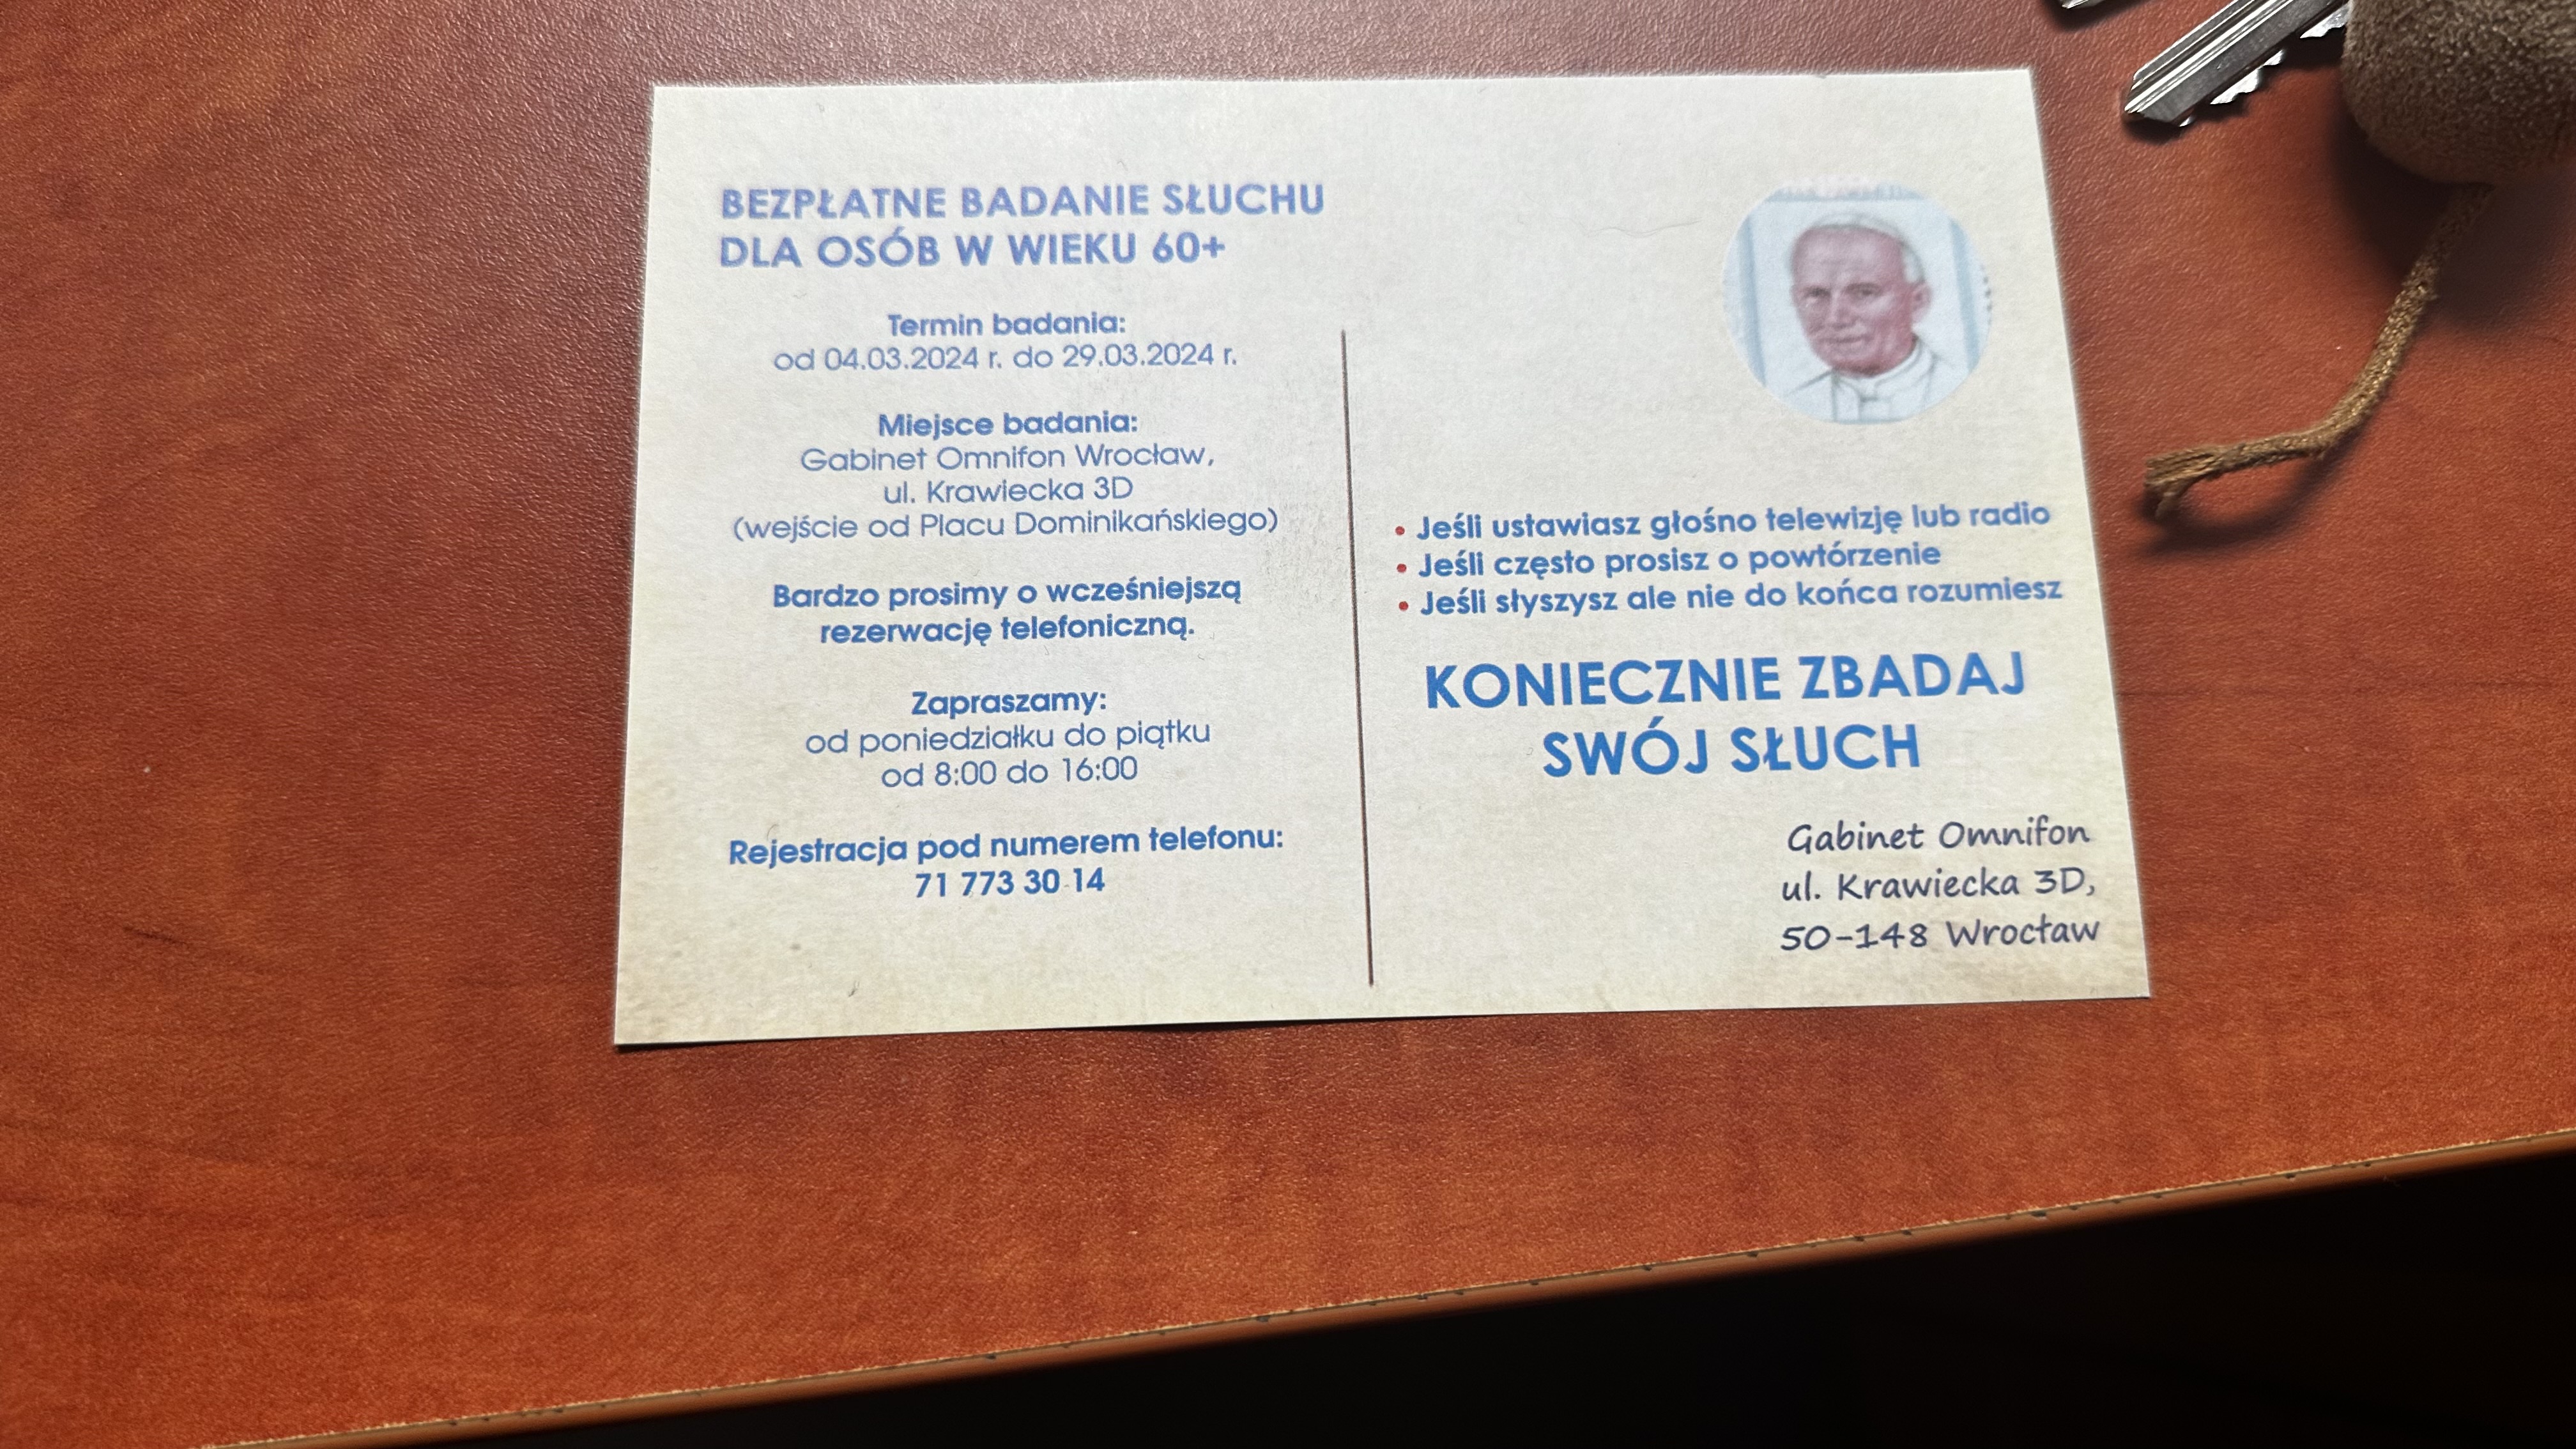 BEZPŁATNE BADANIE SŁUCHU
DLA OSÓB W WIEKU 60+
Termin badania:
od 04.03.2024 r. do 29.03.2024 r.
Miejsce badania:
Gabinet Omnifon Wrocław,
ul. Krawiecka 3D
(wejście od Placu Dominikańskiego)
Bardzo prosimy o wcześniejszą
rezerwację telefoniczną.
Zapraszamy:
od poniedziałku do piątku
od 8:00 do 16:00
Rejestracja pod numerem telefonu:
71 773 30 14
• Jeśli ustawiasz głośno telewizję lub radio
• Jeśli często prosisz o powtórzenie
• Jeśli słyszysz ale nie do końca rozumiesz
KONIECZNIE ZBADAJ
SWÓJ SŁUCH
Gabinet Omnifon
ul. Krawiecka 3D,
50-148 Wrocław